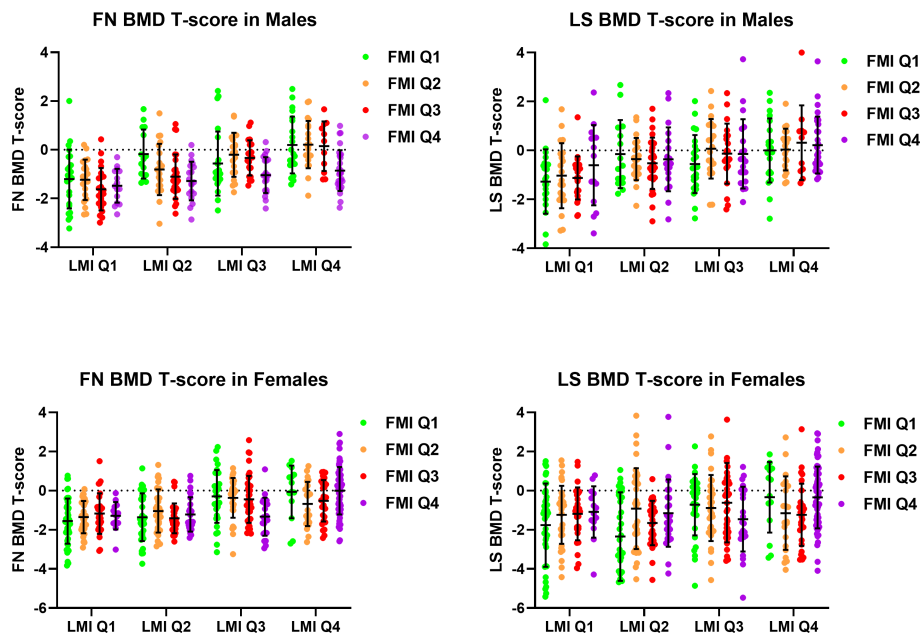 FN BMD T-score in Males
FN BMD T-score
4
2
0
-2
-4
LMI Q1
LMI Q2
LMI Q3
LMI Q4
FMI Q1
FMI Q2
FMI Q3
FMI Q4
LS BMD T-score in Males
LS BMD T-score
4
2
0
-2
-4
LMI Q1
LMI Q2
LMI Q3
LMI Q4
FMI Q1
FMI Q2
FMI Q3
FMI Q4
FN BMD T-score in Females
FN BMD T-score
4
2
0
-2
-4
-6
LMI Q1
LMI Q2
LMI Q3
LMI Q4
FMI Q1
FMI Q2
FMI Q3
FMI Q4
LS BMD T-score in Females
LS BMD T-score
4
2
0
-2
-4
-6
LMI Q1
LMI Q2
LMI Q3
LMI Q4
FMI Q1
FMI Q2
FMI Q3
FMI Q4